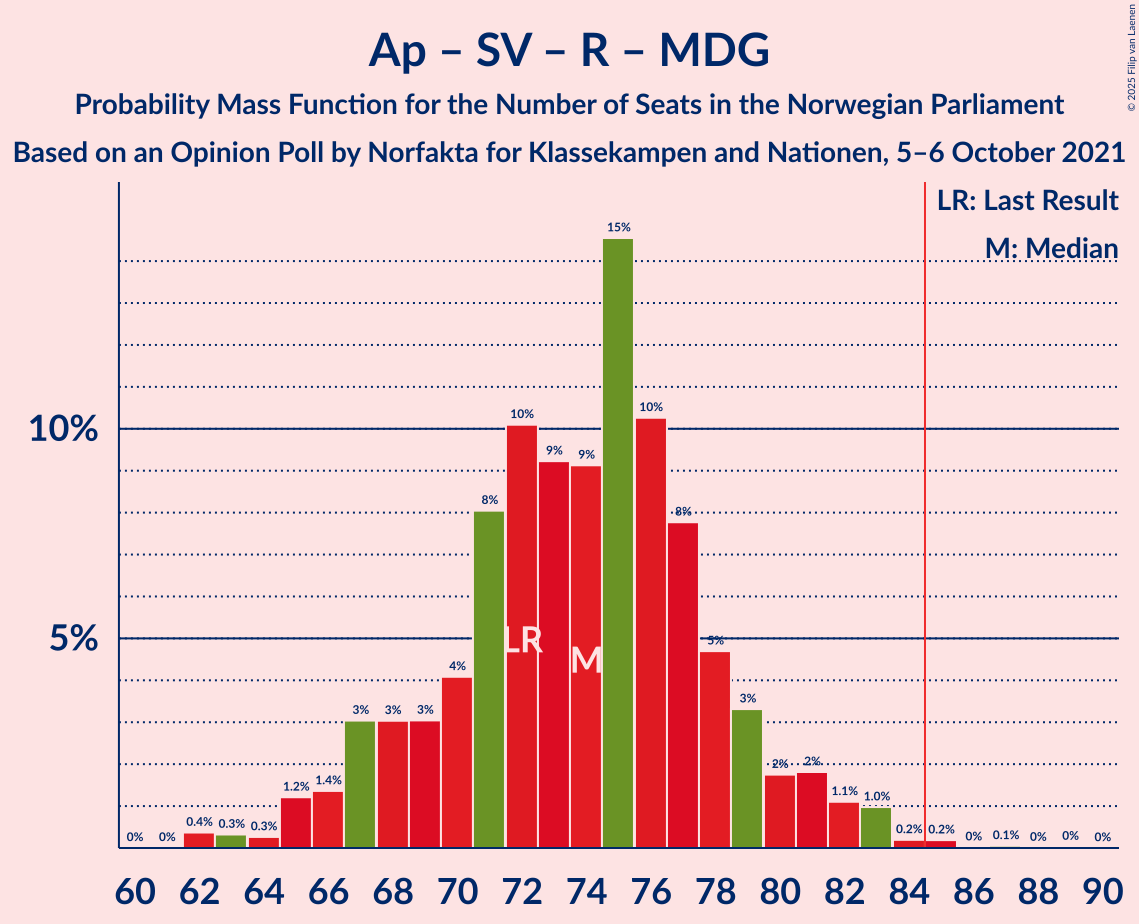 Ap – SV – R – MDG
Probability Mass Function for the Number of Seats in the Norwegian Parliament
Based on an Opinion Poll by Norfakta for Klassekampen and Nationen, 5–6 October 2021
© 2025 Filip van Laenen
LR: Last Result
M: Median
15%
10% 10%
10%
9% 9%
8% 8%
LR
5% 5%
M
4%
3% 3% 3% 3%
2% 2%
1.2% 1.4% 1.1% 1.0%
0% 0% 0.4% 0.3% 0.3% 0.2% 0.2% 0% 0.1% 0% 0% 0%
60 62 64 66 68 70 72 74 76 78 80 82 84 86 88 90